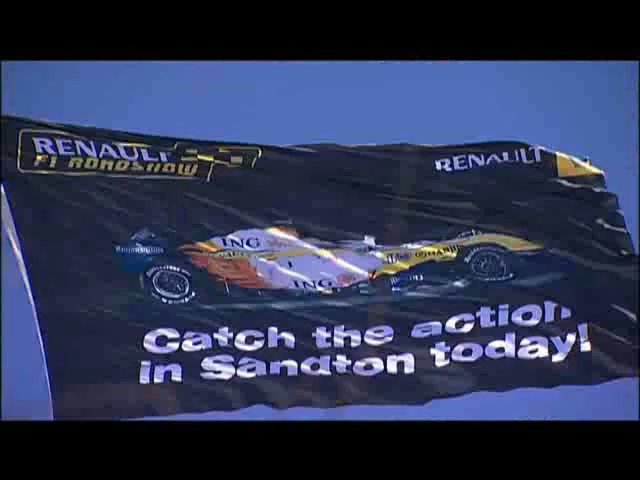 RENAULT
F1 ROADSHOW
RENAULT
ING
ING
Catch the action
in Sandton today!